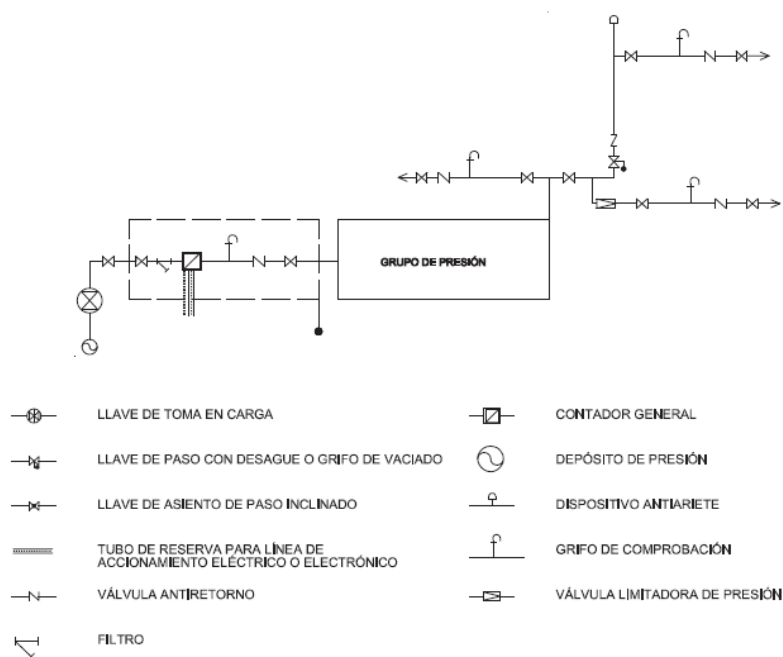 GRUPO DE PRESIÓN
LLAVE DE TOMA EN CARGA
LLAVE DE PASO CON DESAGUE O GRIFO DE VACIADO
LLAVE DE ASIENTO DE PASO INCLINADO
TUBO DE RESERVA PARA LÍNEA DE
ACCIONAMIENTO ELÉCTRICO O ELECTRÓNICO
VÁLVULA ANTIRETORNO
FILTRO
CONTADOR GENERAL
DEPÓSITO DE PRESIÓN
DISPOSITIVO ANTIARIETE
GRIFO DE COMPROBACIÓN
VÁLVULA LIMITADORA DE PRESIÓN